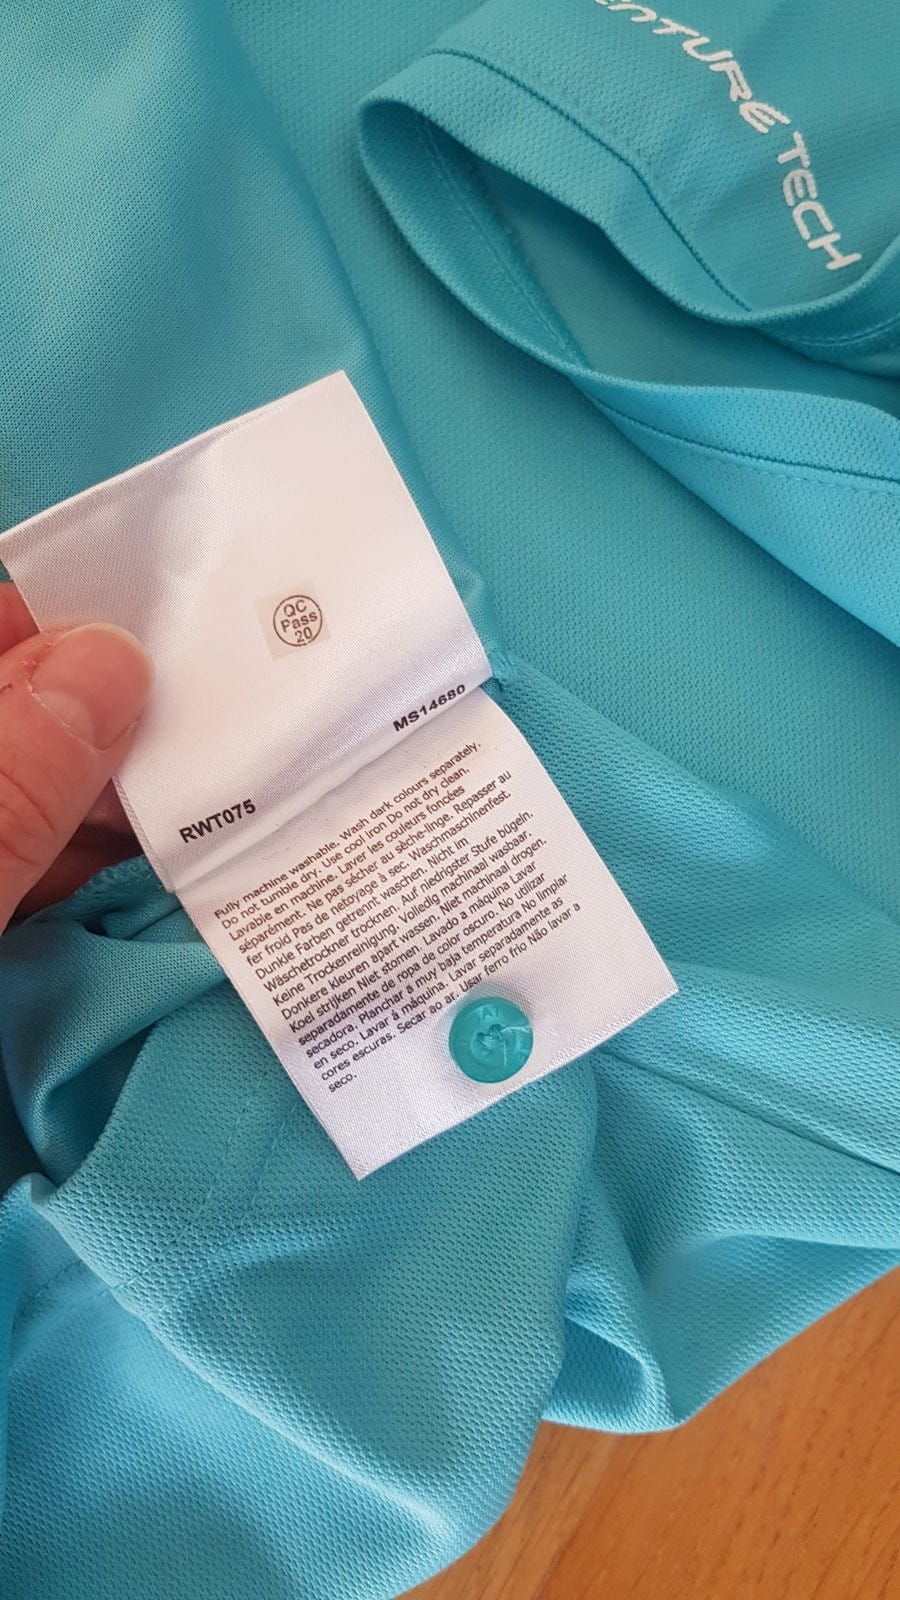 VENTURE TECH
QC
Pass
20
MS14680
RWT075
Fully machine washable. Wash dark colours separately.
Do not tumble dry. Use cool iron Do not dry clean.
Lavable en machine. Laver les couleurs foncées
séparément. Ne pas sécher au sèche-linge. Repasser au
fer froid Pas de netoyage à sec. Waschmaschinenfest.
Dunkle Farben getrennt waschen. Nicht im
Wäschetrockner trocknen. Auf niedrigster Stufe bügeln.
Keine Trockenreinigung. Volledig machinaal wasbaar.
Donkere kleuren apart wassen. Niet machinaal drogen.
Koel strijken Niet stomen. Lavado a máquina Lavar
separadamente de ropa de color oscuro. No utilizar
secadora. Planchar á muy baja temperatura No limpiar
en seco. Lavar á máquina. Lavar separadamente as
cores escuras. Secar ao ar. Usar ferro frio Não lavar a
seco.